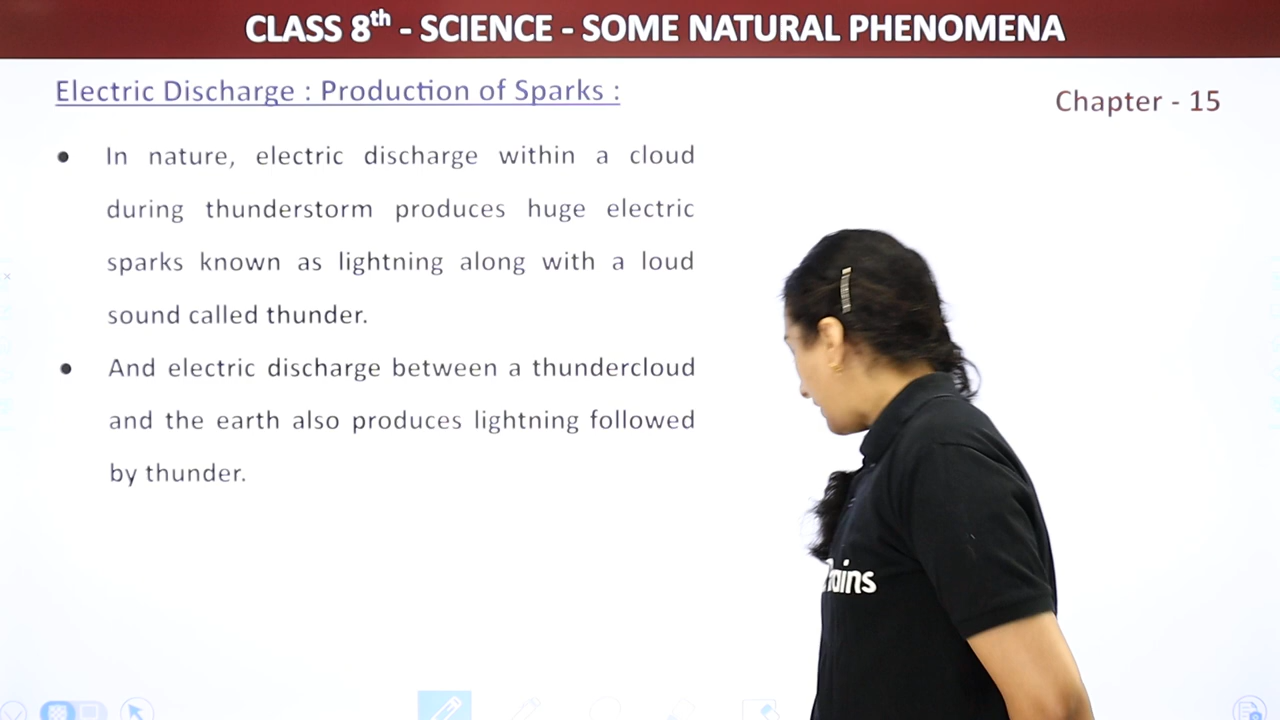 CLASS 8th - SCIENCE - SOME NATURAL PHENOMENA
Electric Discharge : Production of Sparks :
Chapter - 15
● In nature, electric discharge within a cloud
during thunderstorm produces huge electric
sparks known as lightning along with a loud
sound called thunder.
● And electric discharge between a thundercloud
and the earth also produces lightning followed
by thunder.